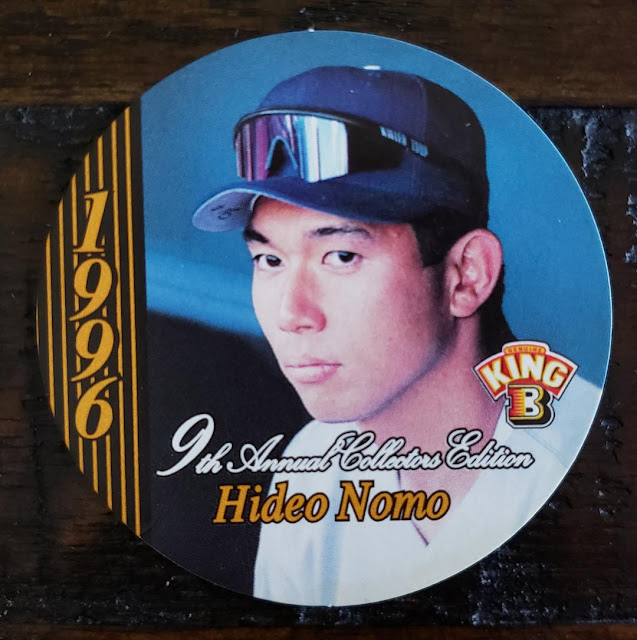 1996
9th Annual Collectors Edition
Hideo Nomo
GENUINE
KING
B